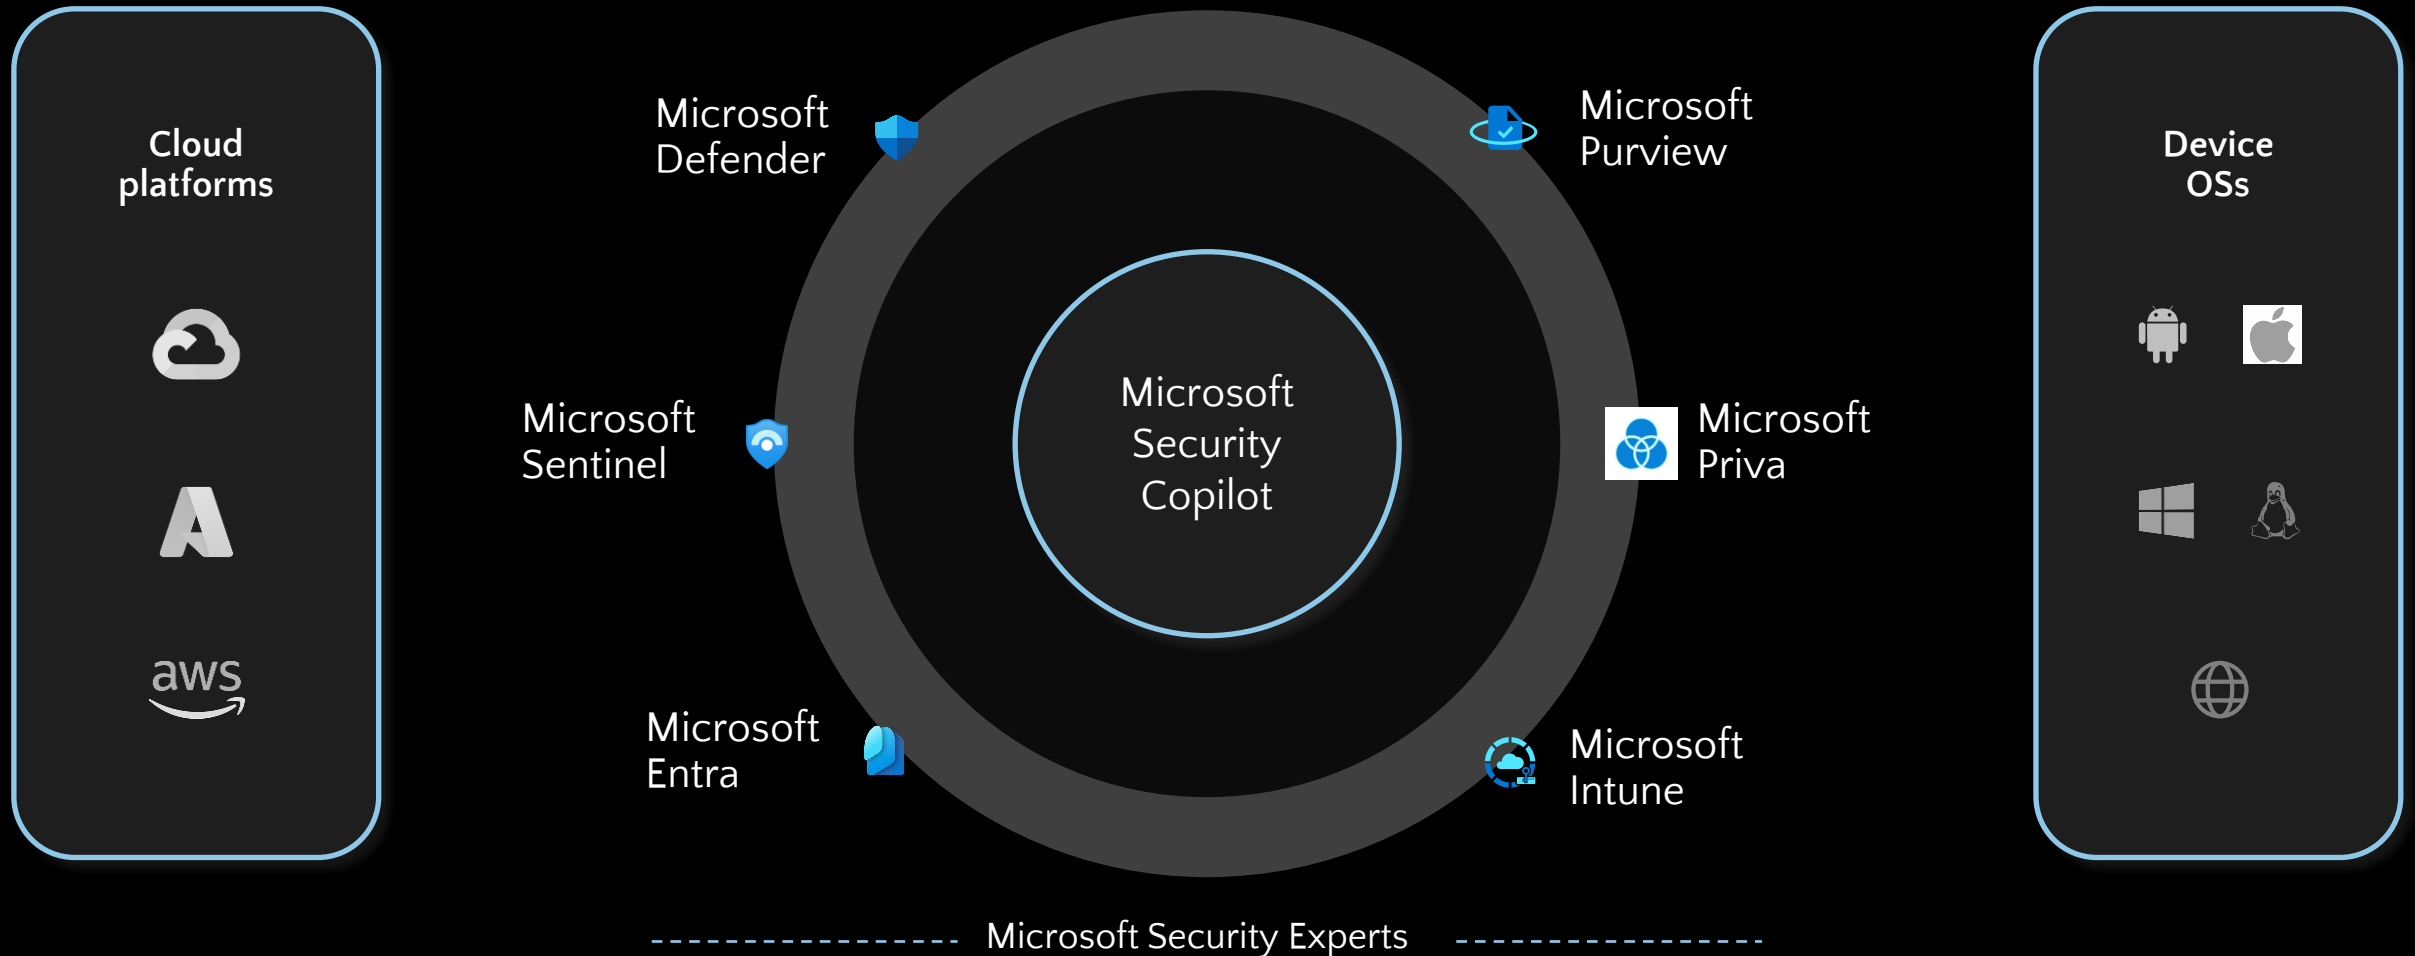 Cloud
platforms
aws
Microsoft
Defender
Microsoft
Sentinel
Microsoft
Entra
Microsoft
Security
Copilot
Microsoft
Purview
Microsoft
Priva
Microsoft
Intune
Device
OSs
Microsoft Security Experts